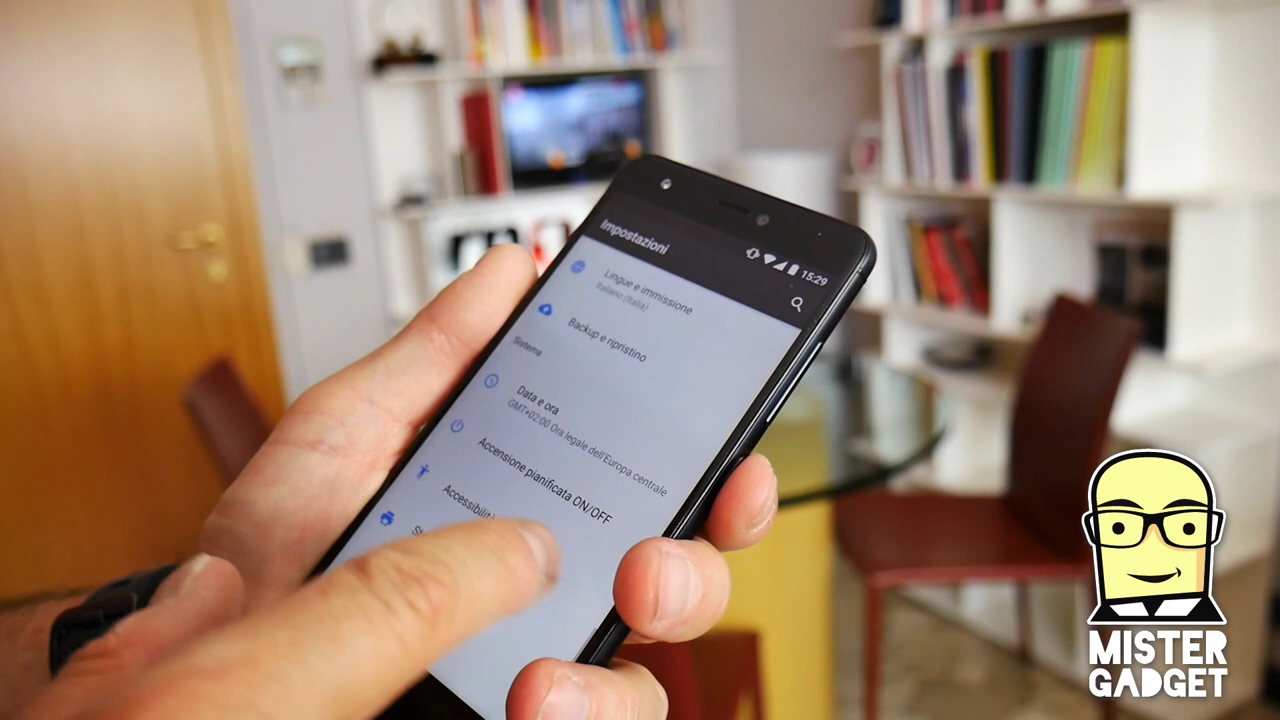 15:29
Impostazioni
Lingue e immissione
Italiano (Italia)
Backup e ripristino
Sistema
Data e ora
GMT+02:00 Ora legale dell'Europa centrale
Accensione pianificata ON/OFF
Accessibilità
MISTER
GADGET